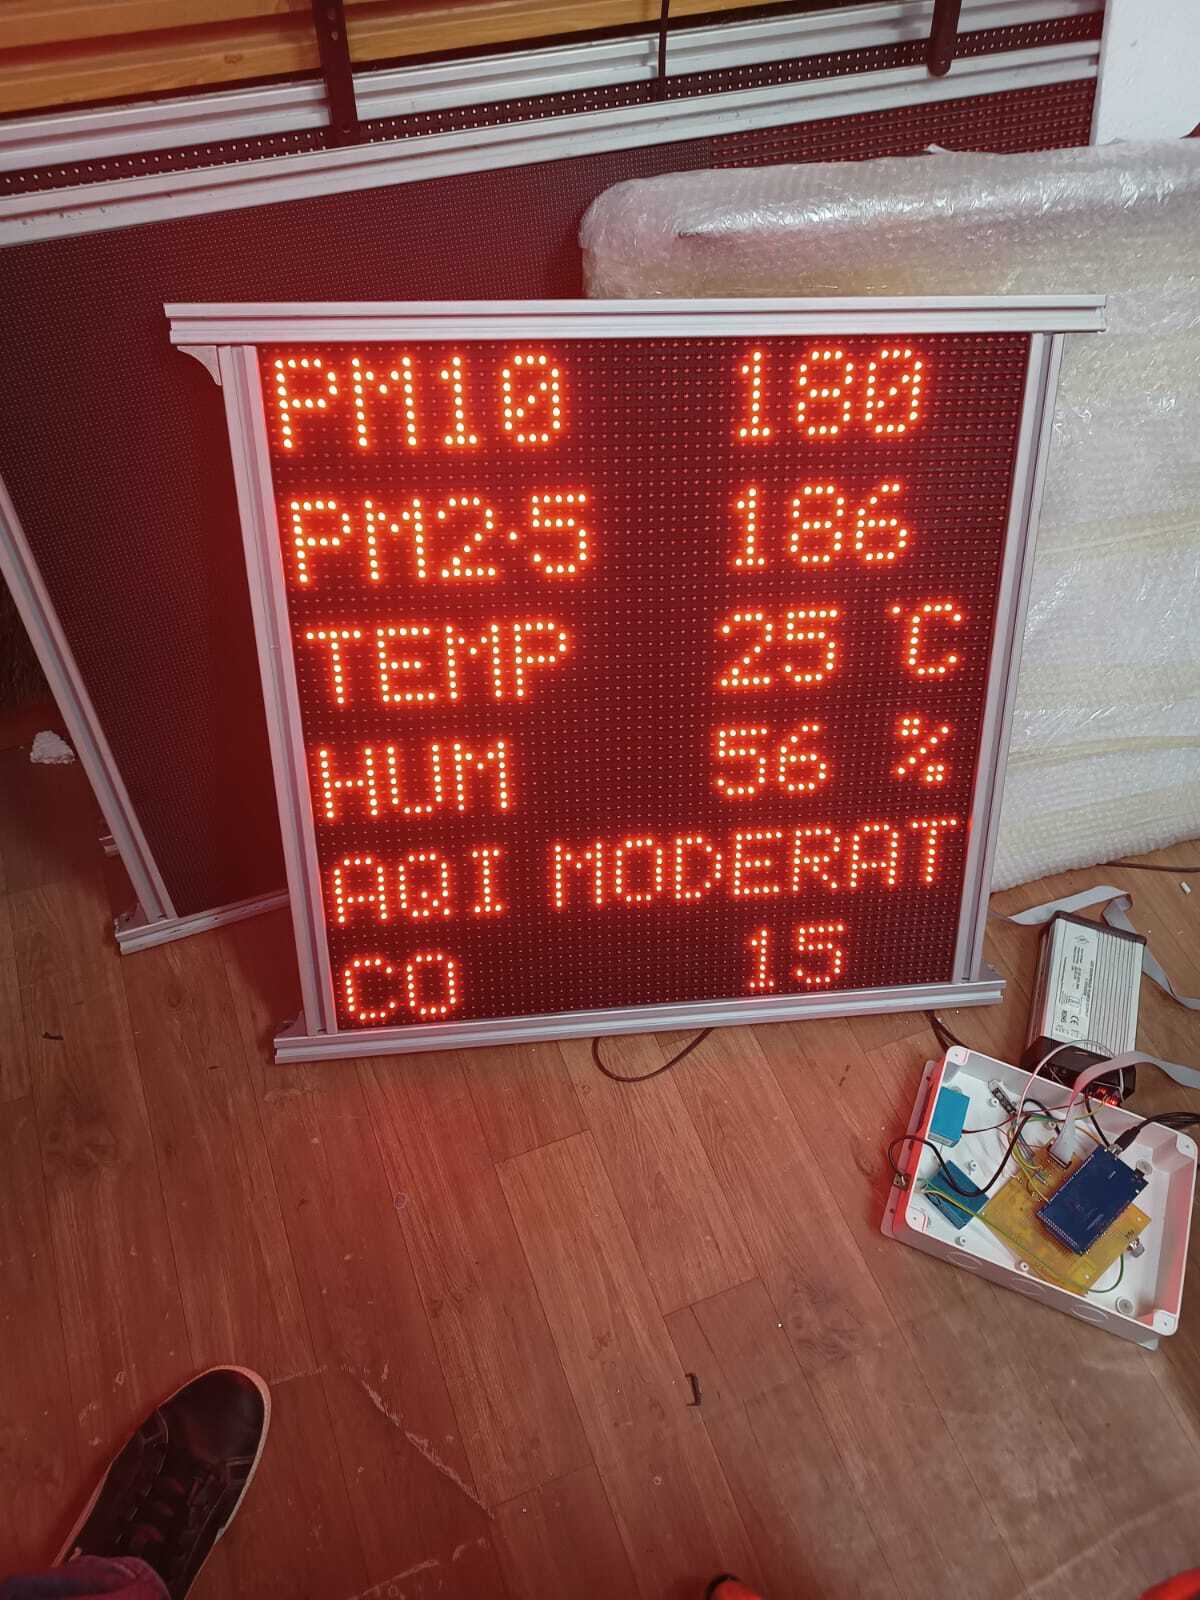 PM10 180
PM2.5 186
TEMP 25 °C
HUM 56 %
AQI MODERAT
CO 15